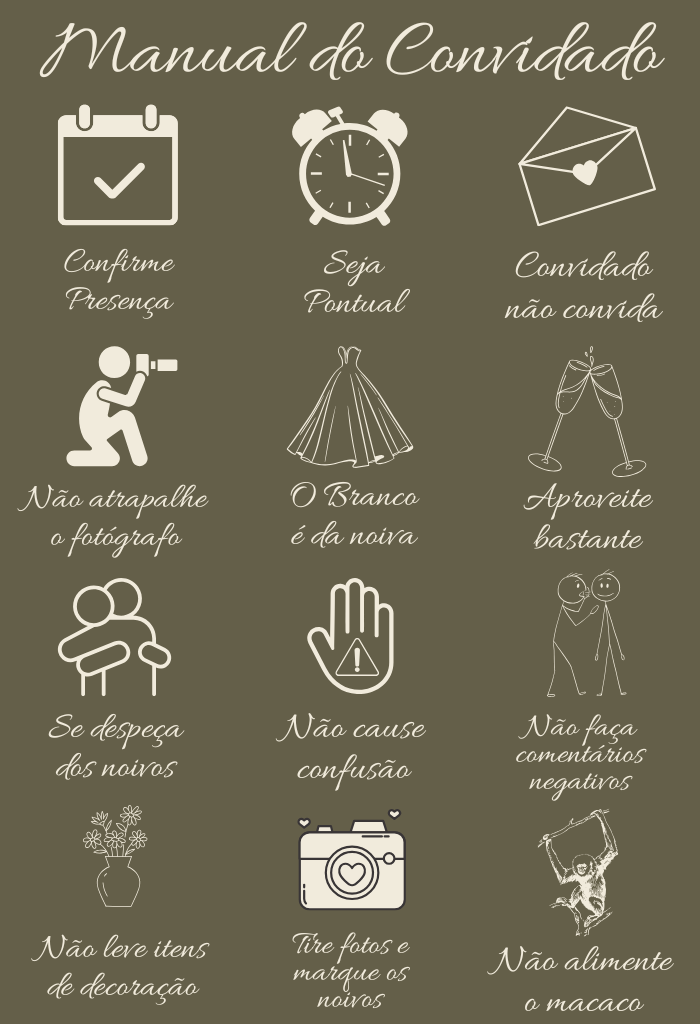 Manual do Convidado
Confirme
Presença
Seja
Pontual
Convidado
não convida
Não atrapalhe
o fotógrafo
O Branco
é da noiva
Aproveite
bastante
Se despeça
dos noivos
Não cause
confusão
Não faça
comentários
negativos
Não leve itens
de decoração
Tire fotos e
marque os
noivos
Não alimente
o macaco